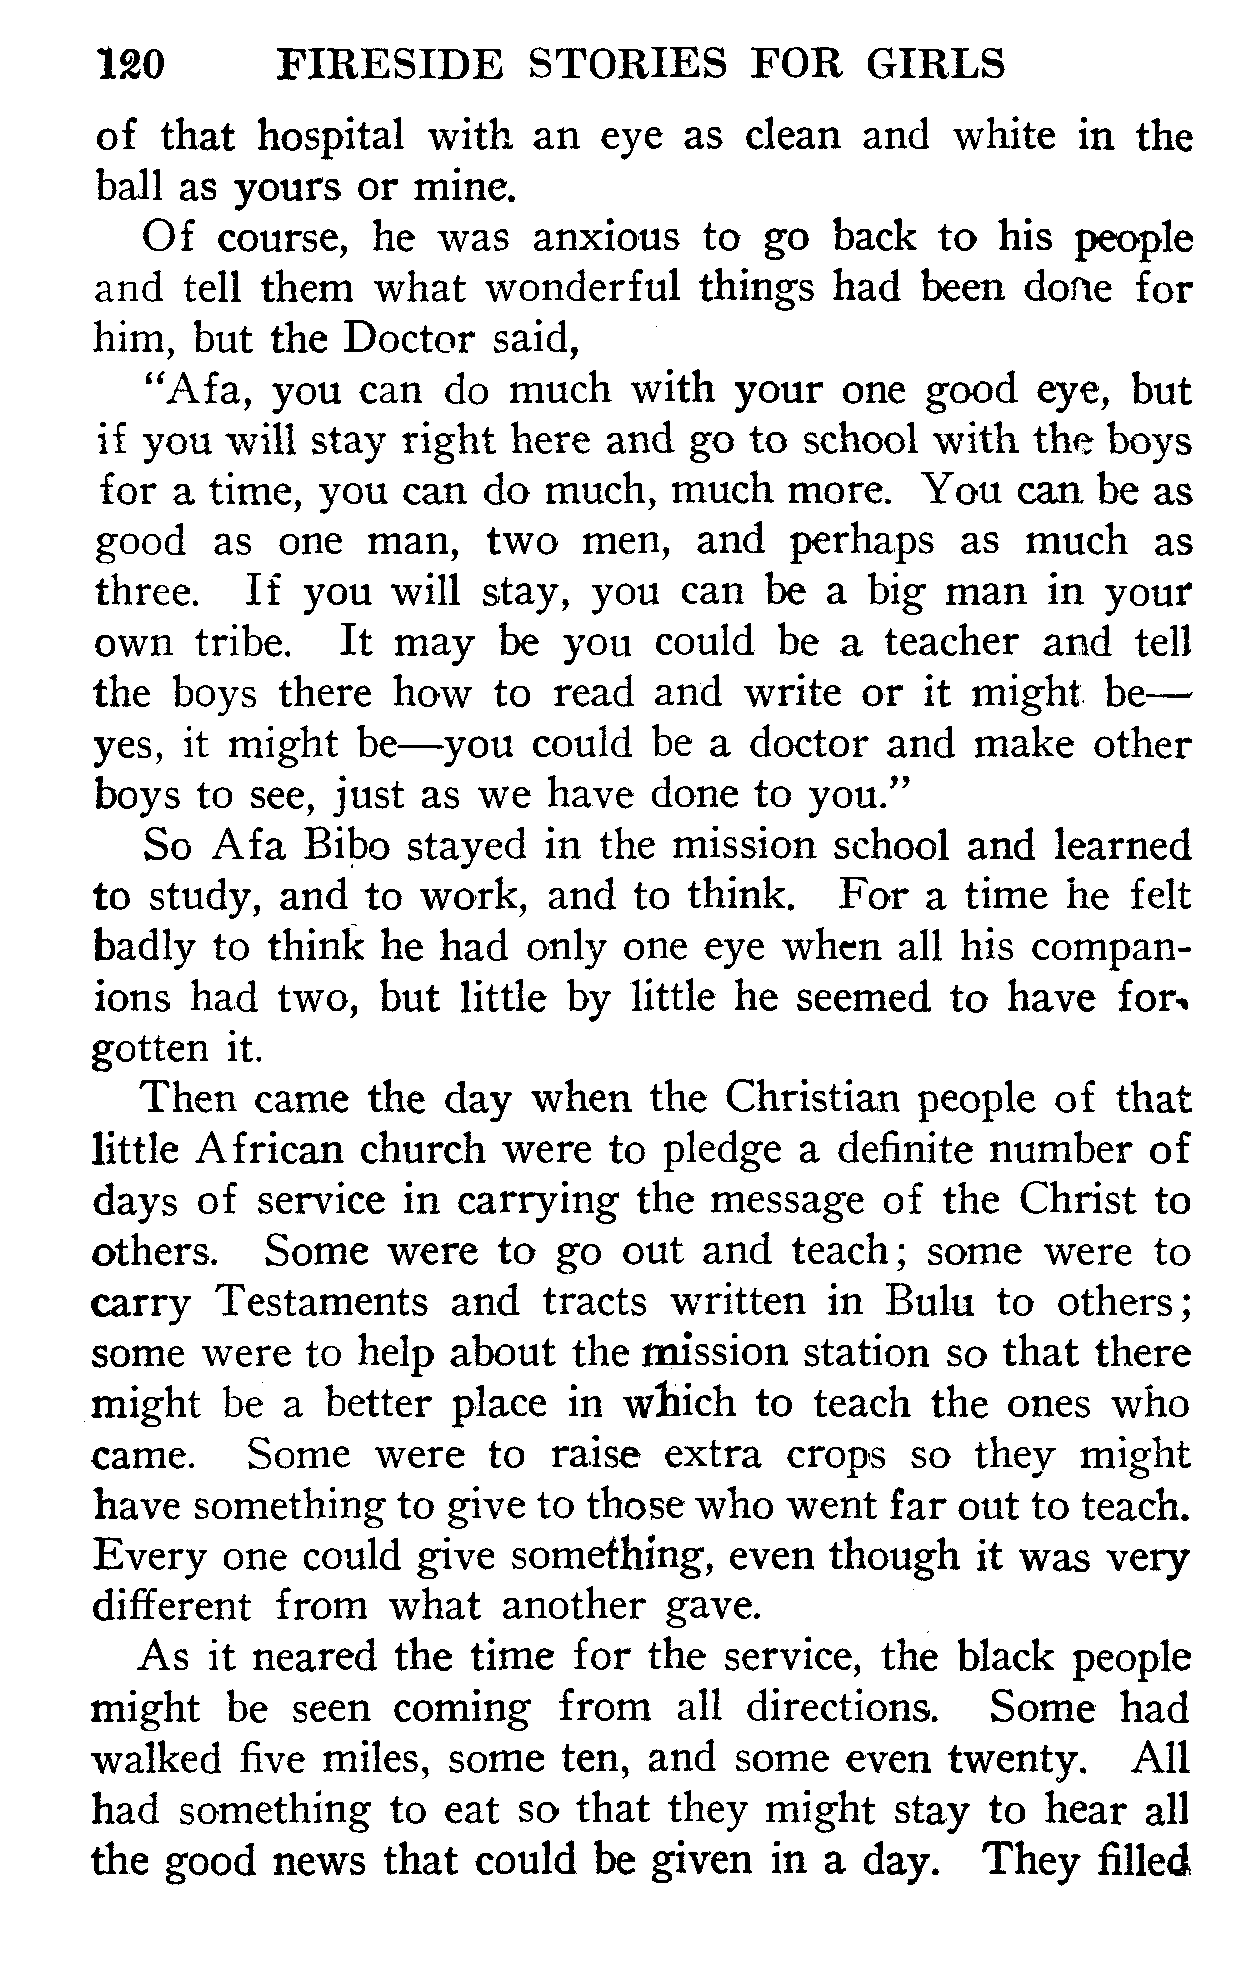 120 FIRESIDE STORIES FOR GIRLS
of that hospital with an eye as clean and white in the
ball as yours or mine.
Of course, he was anxious to go back to his people
and tell them what wonderful things had been done for
him, but the Doctor said,
“Afa, you can do much with your one good eye, but
if you will stay right here and go to school with the boys
for a time, you can do much, much more. You can be as
good as one man, two men, and perhaps as much as
three. If you will stay, you can be a big man in your
own tribe. It may be you could be a teacher and tell
the boys there how to read and write or it might be—
yes, it might be—you could be a doctor and make other
boys to see, just as we have done to you.”
So Afa Bibo stayed in the mission school and learned
to study, and to work, and to think. For a time he felt
badly to think he had only one eye when all his compan-
ions had two, but little by little he seemed to have for-
gotten it.
Then came the day when the Christian people of that
little African church were to pledge a definite number of
days of service in carrying the message of the Christ to
others. Some were to go out and teach; some were to
carry Testaments and tracts written in Bulu to others;
some were to help about the mission station so that there
might be a better place in which to teach the ones who
came. Some were to raise extra crops so they might
have something to give to those who went far out to teach.
Every one could give something, even though it was very
different from what another gave.
As it neared the time for the service, the black people
might be seen coming from all directions. Some had
walked five miles, some ten, and some even twenty. All
had something to eat so that they might stay to hear all
the good news that could be given in a day. They filled